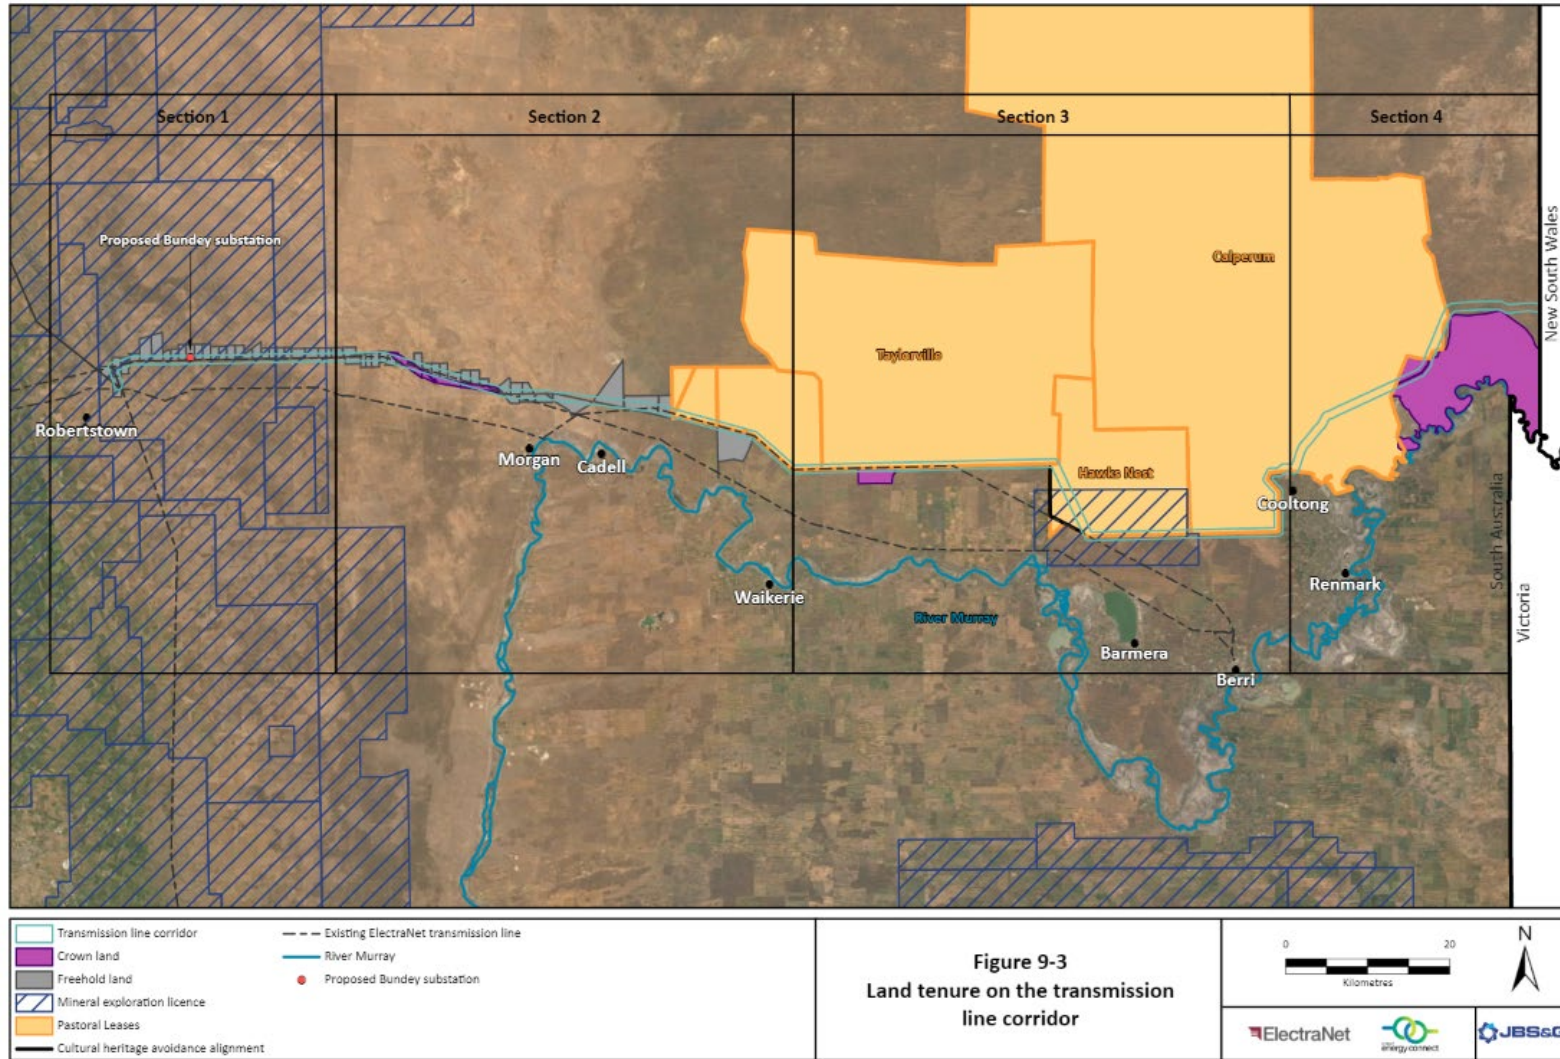 Section 1
Section 2
Section 3
Section 4
New South Wales
Proposed Bundey substation
Calperum
Taylorville
Robertstown
Morgan
Cadell
Hawks Nest
Cooltong
South Australia
Victoria
Waikerie
Renmark
River Murray
Barmera
Berri
Transmission line corridor
Crown land
Freehold land
Mineral exploration licence
Pastoral Leases
Cultural heritage avoidance alignment
Existing ElectraNet transmission line
River Murray
Proposed Bundey substation
Figure 9-3
Land tenure on the transmission
line corridor
0 20
Kilometres
N
ElectraNet
energy connect
JBS&G